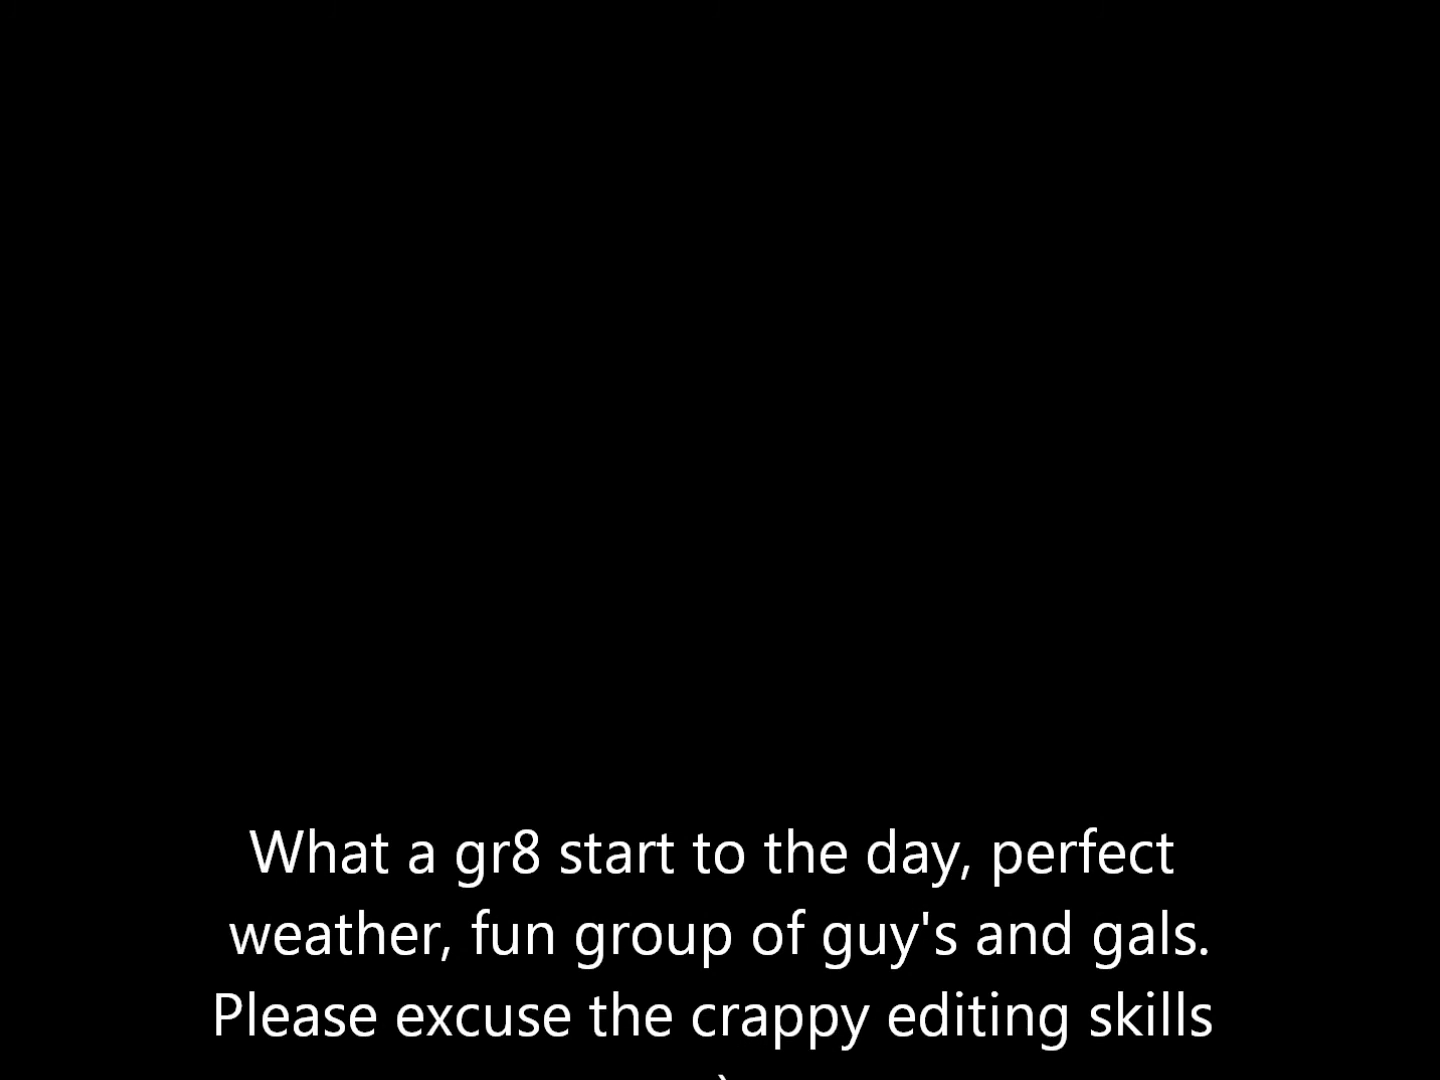 What a gr8 start to the day, perfect
weather, fun group of guy's and gals.
Please excuse the crappy editing skills